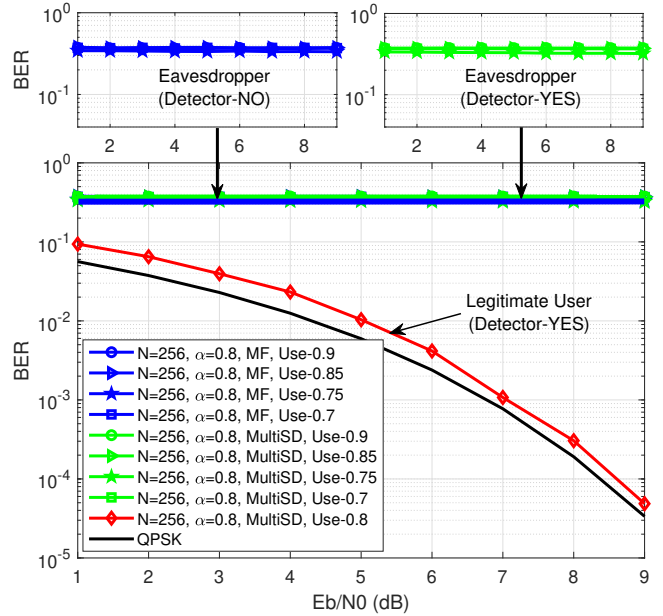 BER
10^0
10^-1
Eavesdropper
(Detector-NO)
2 4 6 8
10^0
10^-1
Eavesdropper
(Detector-YES)
2 4 6 8
BER
10^0
10^-1
10^-2
10^-3
10^-4
10^-5
Legitimate User
(Detector-YES)
N=256, α=0.8, MF, Use-0.9
N=256, α=0.8, MF, Use-0.85
N=256, α=0.8, MF, Use-0.75
N=256, α=0.8, MF, Use-0.7
N=256, α=0.8, MultiSD, Use-0.9
N=256, α=0.8, MultiSD, Use-0.85
N=256, α=0.8, MultiSD, Use-0.75
N=256, α=0.8, MultiSD, Use-0.7
N=256, α=0.8, MultiSD, Use-0.8
QPSK
1 2 3 4 5 6 7 8 9
Eb/N0 (dB)